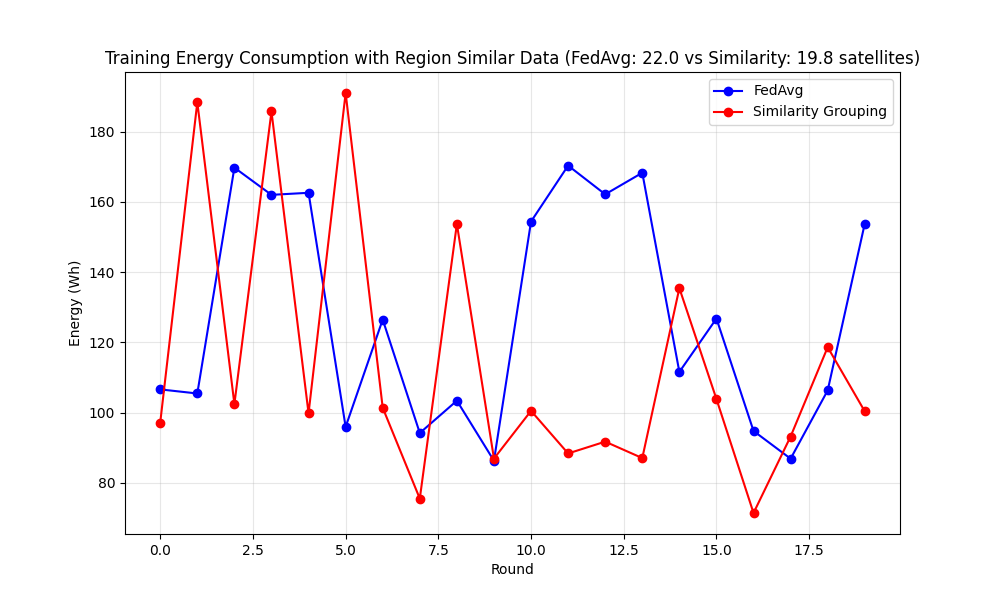 Training Energy Consumption with Region Similar Data (FedAvg: 22.0 vs Similarity: 19.8 satellites)
FedAvg
Similarity Grouping
Energy (Wh)
180
160
140
120
100
80
0.0 2.5 5.0 7.5 10.0 12.5 15.0 17.5
Round